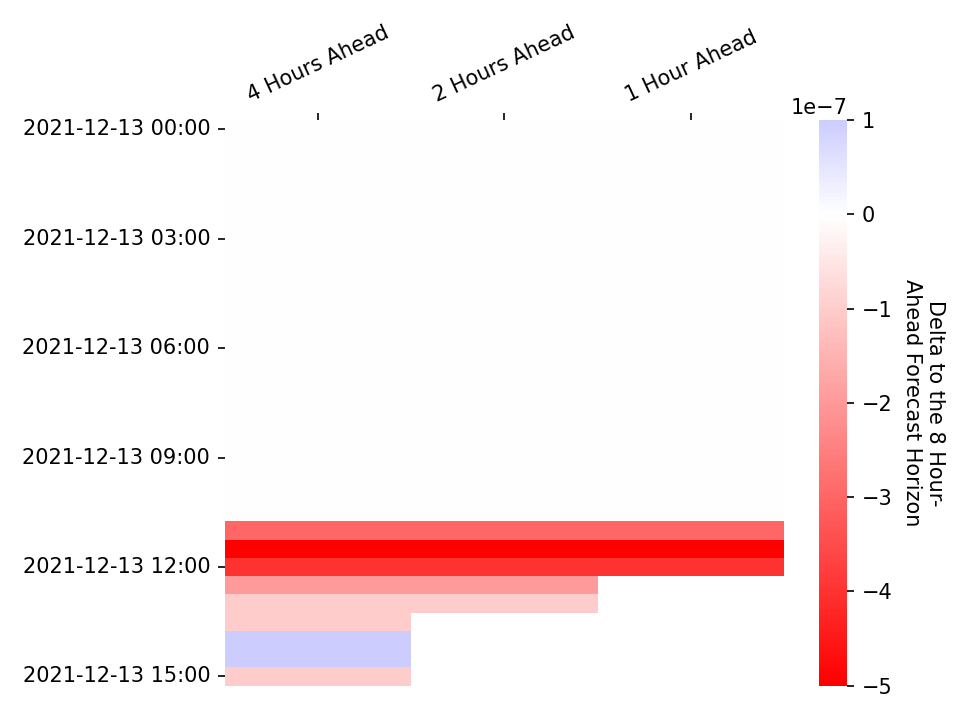 4 Hours Ahead
2 Hours Ahead
1 Hour Ahead
2021-12-13 00:00
2021-12-13 03:00
2021-12-13 06:00
2021-12-13 09:00
2021-12-13 12:00
2021-12-13 15:00
1e−7
1
0
−1
−2
−3
−4
−5
Delta to the 8 Hour-
Ahead Forecast Horizon